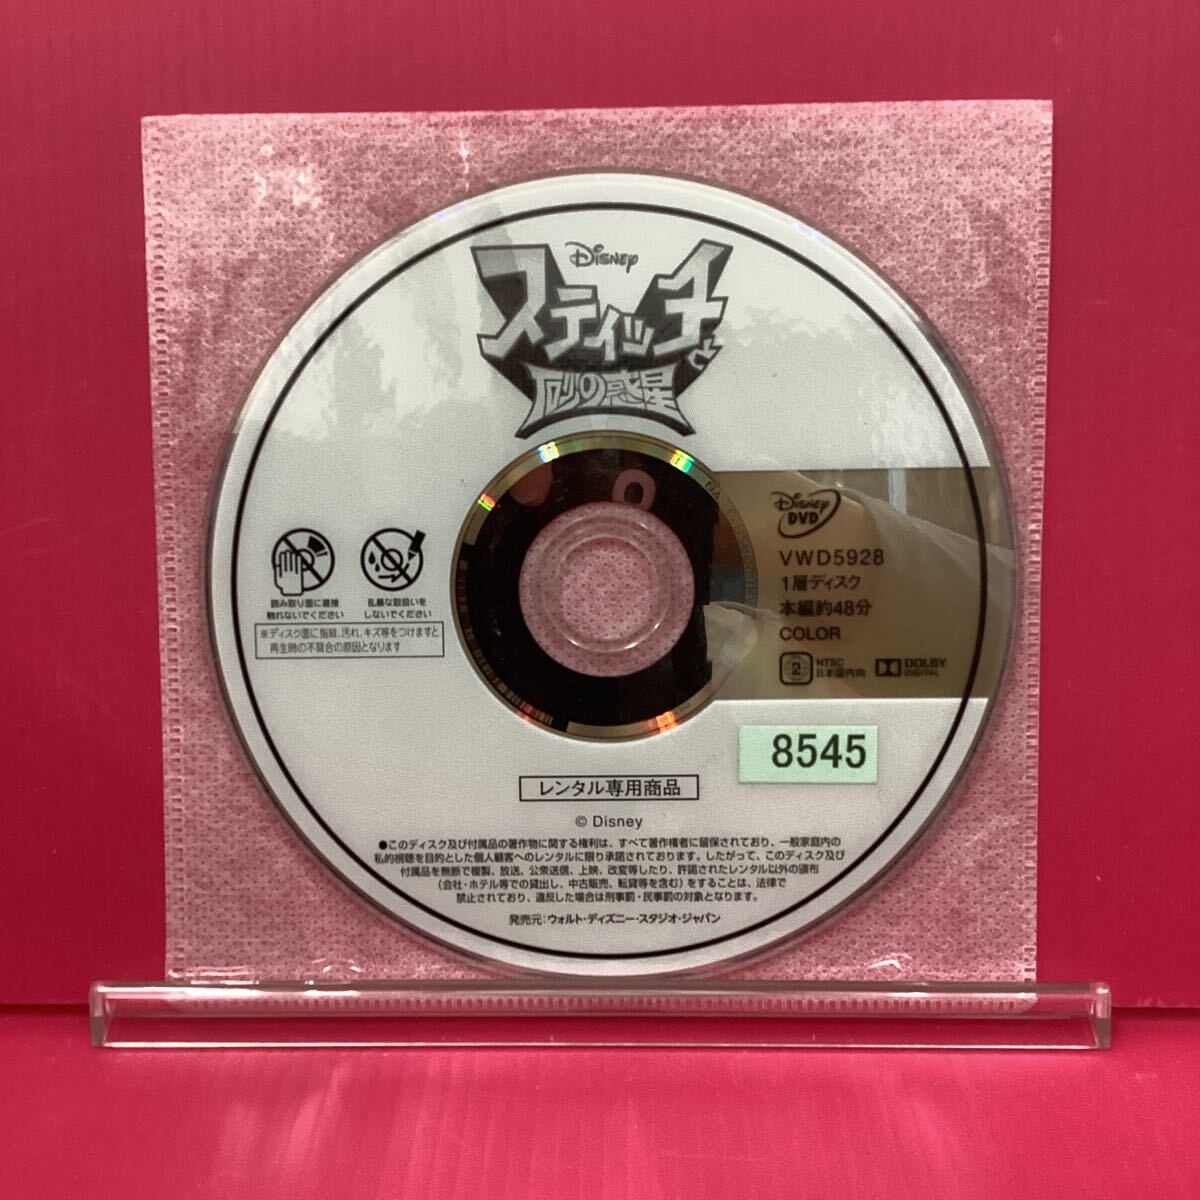 Disney
スティッチと
砂の惑星
Disney
DVD
VWD5928
1層ディスク
本編約48分
COLOR
2
NTSC
日本国内向
DOLBY
DIGITAL
読み取り面に直接
触れないでください
乱暴な取扱いを
しないでください
※ディスク面に指紋、汚れ、キズ等をつけますと
再生時の不具合の原因となります
8545
レンタル専用商品
© Disney
●このディスク及び付属品の著作物に関する権利は、すべて著作権者に留保されており、一般家庭内の
私的視聴を目的とした個人顧客へのレンタルに限り承諾されております。したがって、このディスク及び
付属品を無断で複製、放送、公衆送信、上映、改変等したり、許諾されたレンタル以外の頒布
(会社・ホテル等での貸出し、中古販売、転貸等を含む)をすることは、法律で
禁止されており、違反した場合は刑事罰・民事罰の対象となります。
発売元:ウォルト・ディズニー・スタジオ・ジャパン